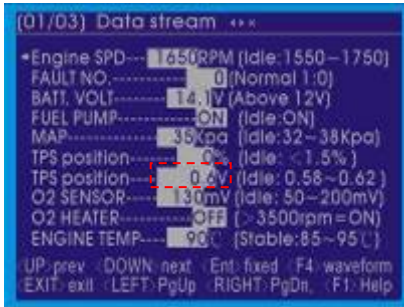 (01/03) Data stream
Engine SPD--- 1650RPM (Idle:1550~1750)
FAULT NO.----------- 0 (Normal 1:0)
BATT. VOLT-------- 14.1V (Above 12V)
FUEL PUMP---------- ON (Idle:ON)
MAP------------- 35Kpa (Idle:32~38Kpa)
TPS position--------- 0% (Idle: <1.5% )
TPS position------- 0.6V (Idle: 0.58~0.62 )
O2 SENSOR----- 130mV (Idle: 50~200mV)
O2 HEATER-------- OFF (>3500rpm=ON)
ENGINE TEMP---- 90℃ (Stable:85~95℃)
UP:prev DOWN:next Ent:fixed F4:waveform
EXIT:exit LEFT:PgUp RIGHT:PgDn, F1:Help